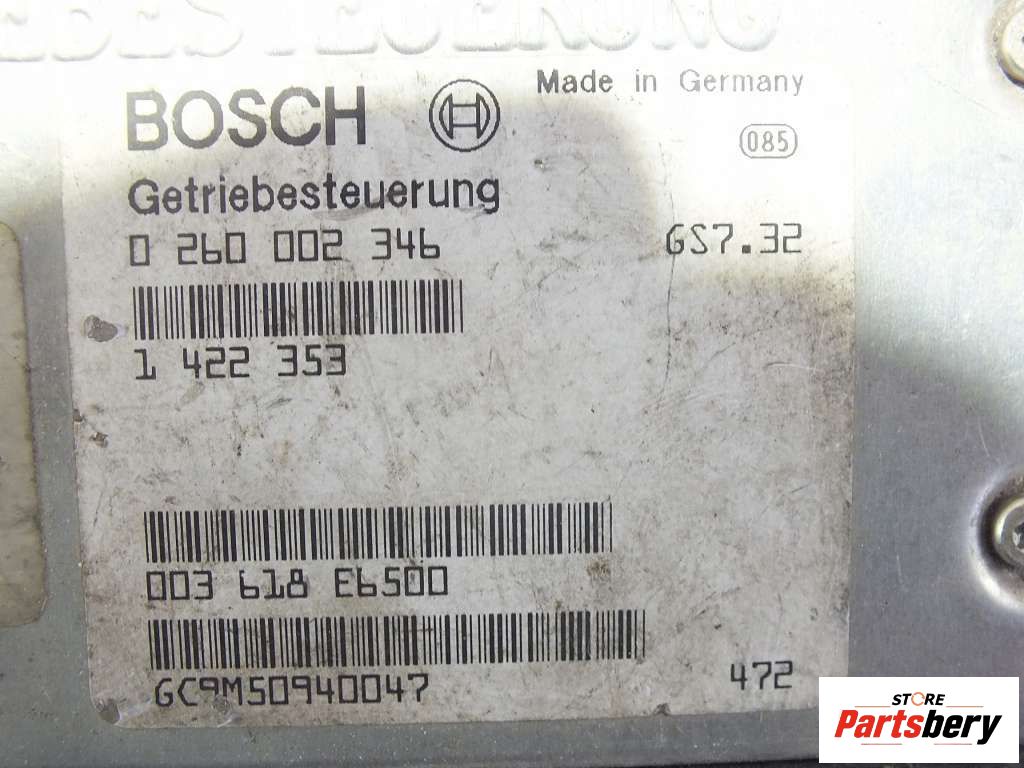 BOSCH
Made in Germany
085
Getriebesteuerung
0 260 002 346
GS7.32
1 422 353
003 618 E6500
GC9M50940047
472
STORE
Partsbery